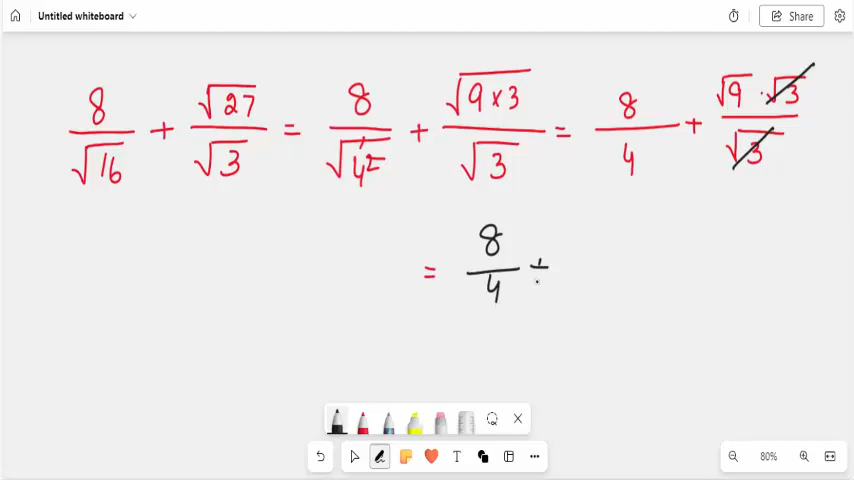 Untitled whiteboard
Share
8/√16 + √27/√3 = 8/√4² + √9×3/√3 = 8/4 + √9·√3/√3
= 8/4 +
80%